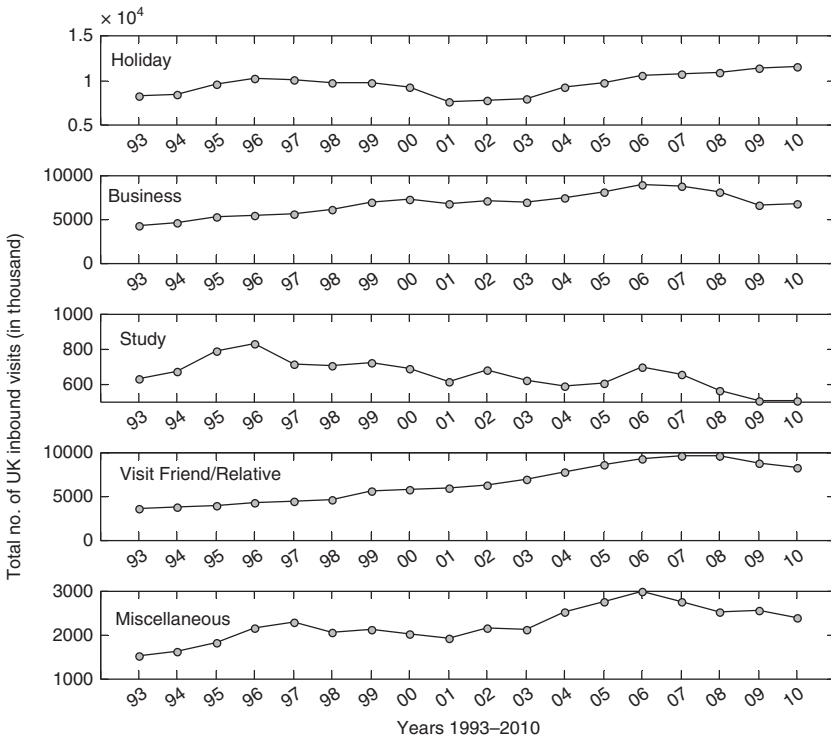 × 10⁴
1.5
1
0.5
Holiday
93 94 95 96 97 98 99 00 01 02 03 04 05 06 07 08 09 10
10000
5000
0
Business
93 94 95 96 97 98 99 00 01 02 03 04 05 06 07 08 09 10
1000
800
600
Study
93 94 95 96 97 98 99 00 01 02 03 04 05 06 07 08 09 10
10000
5000
0
Visit Friend/Relative
93 94 95 96 97 98 99 00 01 02 03 04 05 06 07 08 09 10
3000
2000
1000
Miscellaneous
93 94 95 96 97 98 99 00 01 02 03 04 05 06 07 08 09 10
Total no. of UK inbound visits (in thousand)
Years 1993–2010